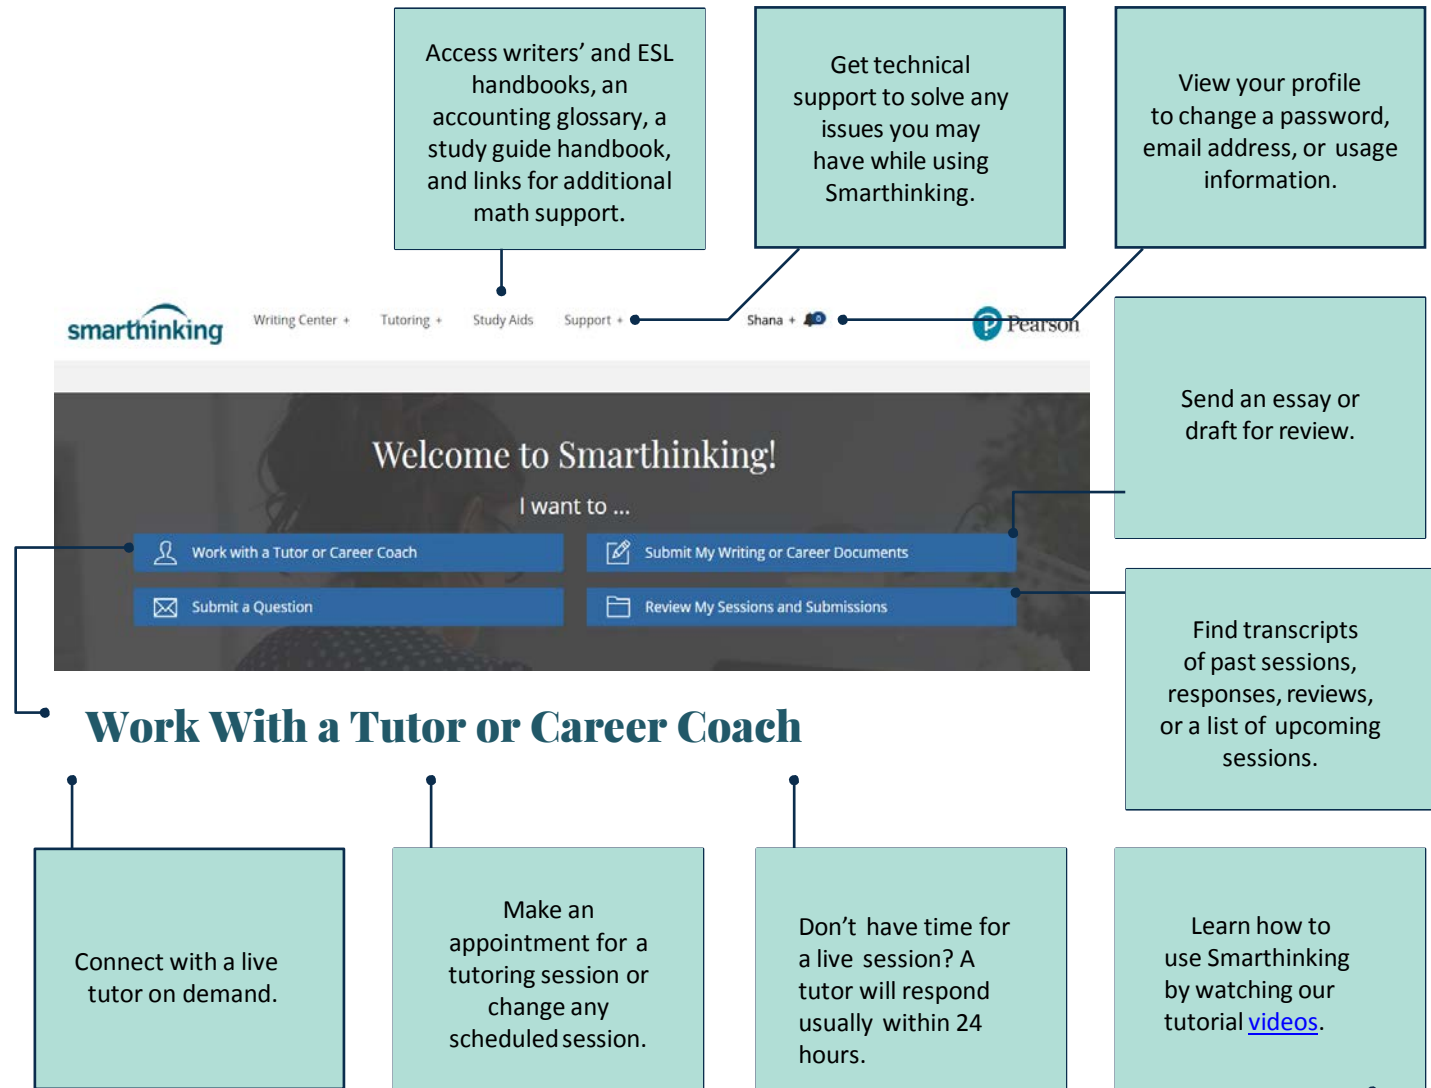 Access writers’ and ESL
handbooks, an
accounting glossary, a
study guide handbook,
and links for additional
math support.
Get technical
support to solve any
issues you may
have while using
Smarthinking.
View your profile
to change a password,
email address, or usage
information.
smarthinking
Writing Center +
Tutoring +
Study Aids
Support +
Shana +
0
Pearson
Welcome to Smarthinking!
I want to ...
Work with a Tutor or Career Coach
Submit My Writing or Career Documents
Submit a Question
Review My Sessions and Submissions
Send an essay or
draft for review.
Find transcripts
of past sessions,
responses, reviews,
or a list of upcoming
sessions.
Work With a Tutor or Career Coach
Connect with a live
tutor on demand.
Make an
appointment for a
tutoring session or
change any
scheduled session.
Don’t have time for
a live session? A
tutor will respond
usually within 24
hours.
Learn how to
use Smarthinking
by watching our
tutorial videos.